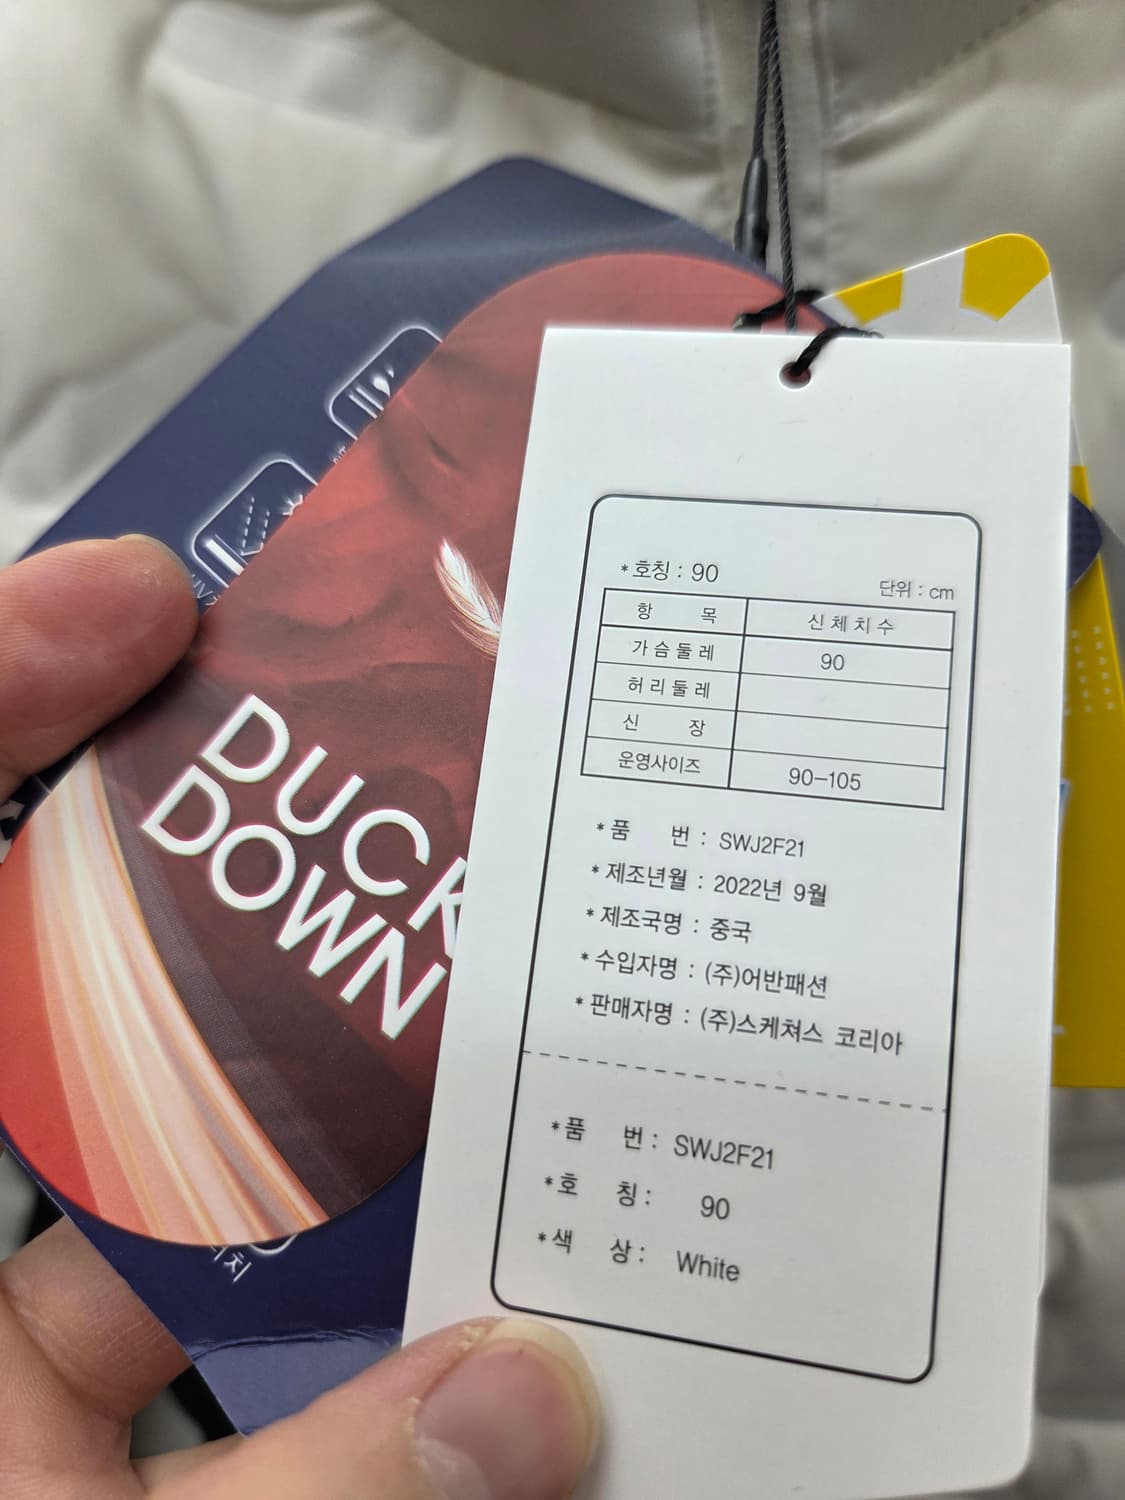 DUCK
DOWN
*호칭 : 90
단위 : cm
항 목 신체치수
가슴둘레 90
허리둘레
신 장
운영사이즈 90-105
*품 번 : SWJ2F21
*제조년월 : 2022년 9월
*제조국명 : 중국
*수입자명 : (주)어반패션
*판매자명 : (주)스케쳐스 코리아
*품 번 : SWJ2F21
*호 칭 : 90
*색 상 : White